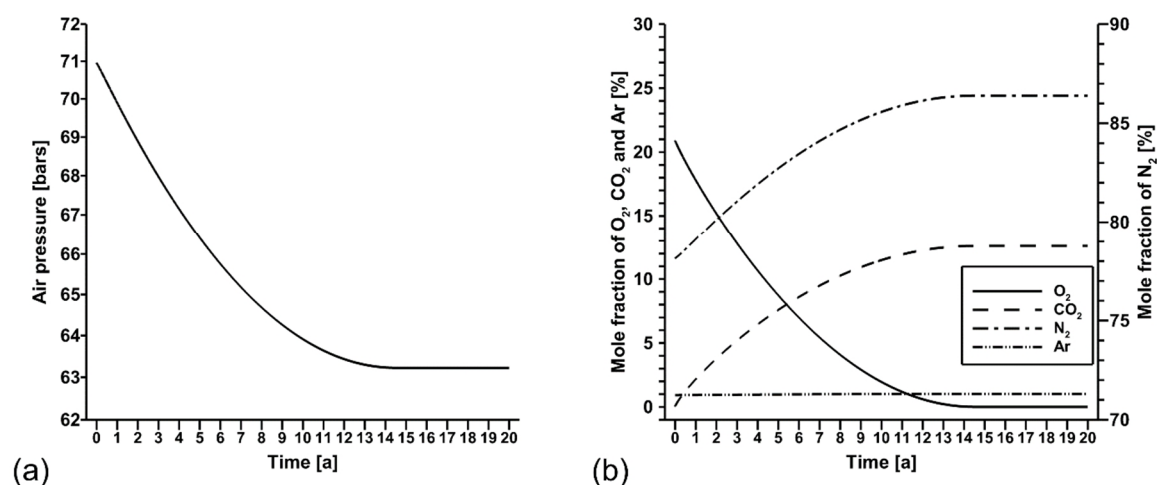 72
71
70
69
68
67
66
65
64
63
62
Air pressure [bars]
0 1 2 3 4 5 6 7 8 9 10 11 12 13 14 15 16 17 18 19 20
Time [a]
(a)
30
25
20
15
10
5
0
Mole fraction of O2, CO2 and Ar [%]
90
85
80
75
70
Mole fraction of N2 [%]
O2
CO2
N2
Ar
0 1 2 3 4 5 6 7 8 9 10 11 12 13 14 15 16 17 18 19 20
Time [a]
(b)